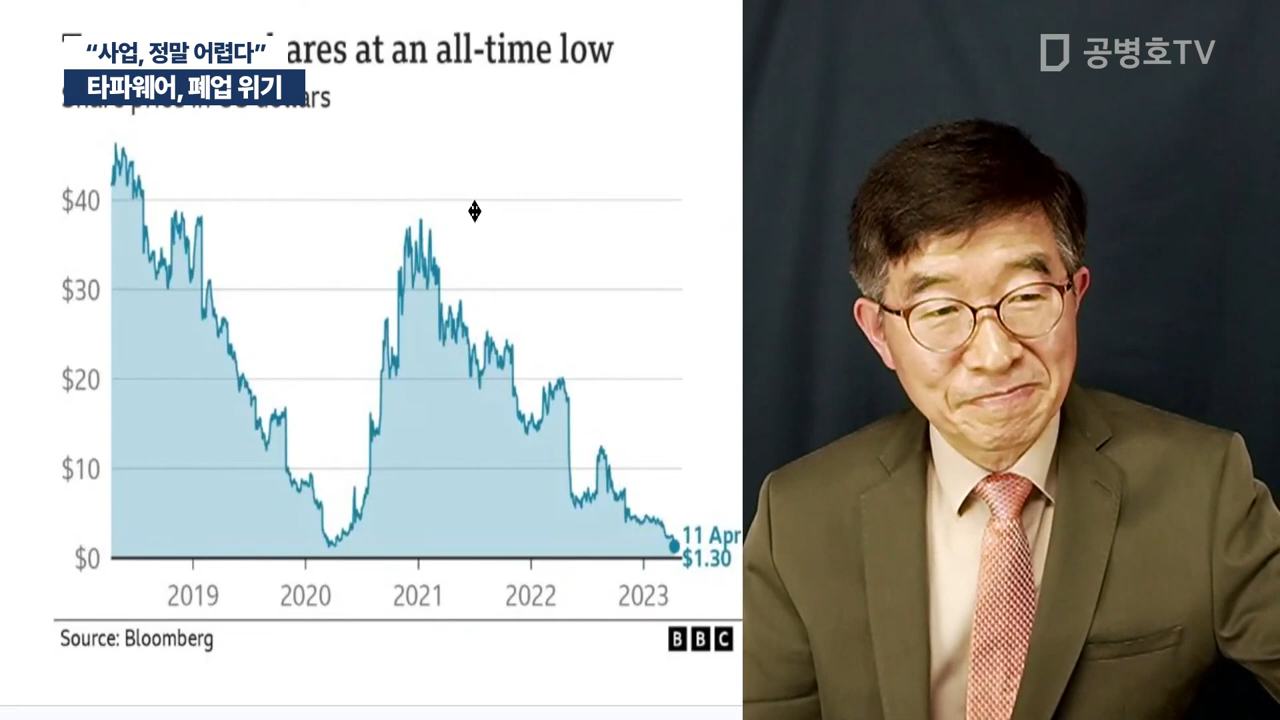 ares at an all-time low
“사업, 정말 어렵다”
타파웨어, 폐업 위기
공병호TV
$40
$30
$20
$10
$0
11 Apr
$1.30
2019 2020 2021 2022 2023
Source: Bloomberg
BBC